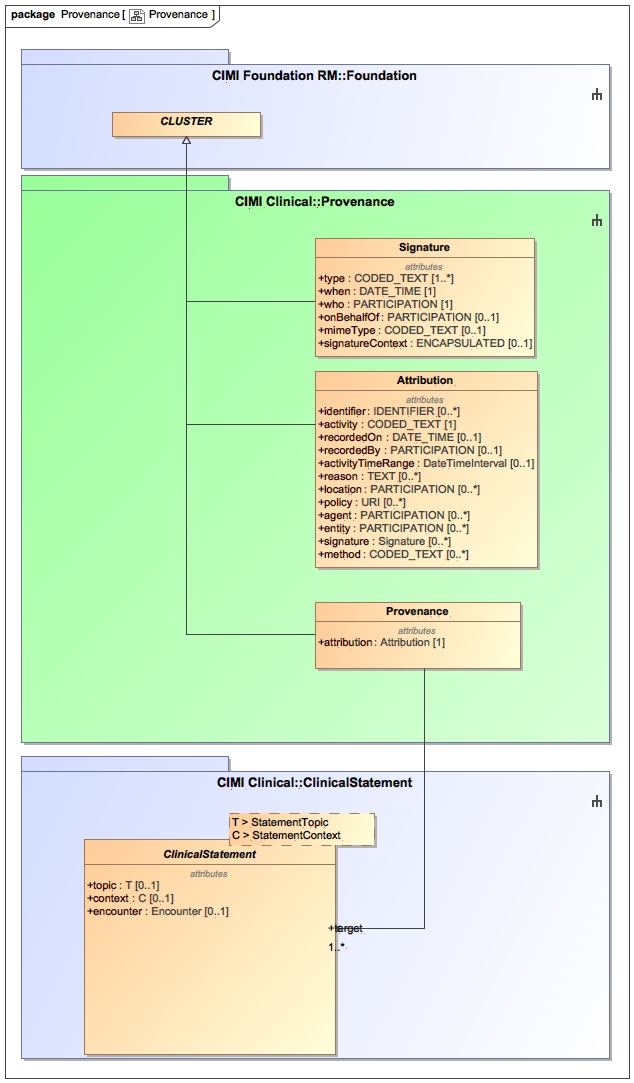 package Provenance [ Provenance ]
CIMI Foundation RM::Foundation
CLUSTER
CIMI Clinical::Provenance
Signature
attributes
+type : CODED_TEXT [1..*]
+when : DATE_TIME [1]
+who : PARTICIPATION [1]
+onBehalfOf : PARTICIPATION [0..1]
+mimeType : CODED_TEXT [0..1]
+signatureContext : ENCAPSULATED [0..1]
Attribution
attributes
+identifier : IDENTIFIER [0..*]
+activity : CODED_TEXT [1]
+recordedOn : DATE_TIME [0..1]
+recordedBy : PARTICIPATION [0..1]
+activityTimeRange : DateTimeInterval [0..1]
+reason : TEXT [0..*]
+location : PARTICIPATION [0..*]
+policy : URI [0..*]
+agent : PARTICIPATION [0..*]
+entity : PARTICIPATION [0..*]
+signature : Signature [0..*]
+method : CODED_TEXT [0..*]
Provenance
attributes
+attribution : Attribution [1]
CIMI Clinical::ClinicalStatement
T > StatementTopic
C > StatementContext
ClinicalStatement
attributes
+topic : T [0..1]
+context : C [0..1]
+encounter : Encounter [0..1]
+target
1..*